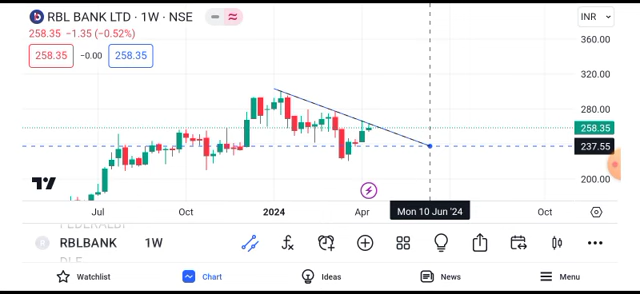 RBL BANK LTD · 1W · NSE
INR
258.35 −1.35 (−0.52%)
258.35 −0.00 258.35
360.00
320.00
280.00
258.35
237.55
200.00
Jul Oct 2024 Apr Mon 10 Jun '24 Oct
RBLBANK 1W
Watchlist Chart Ideas News Menu